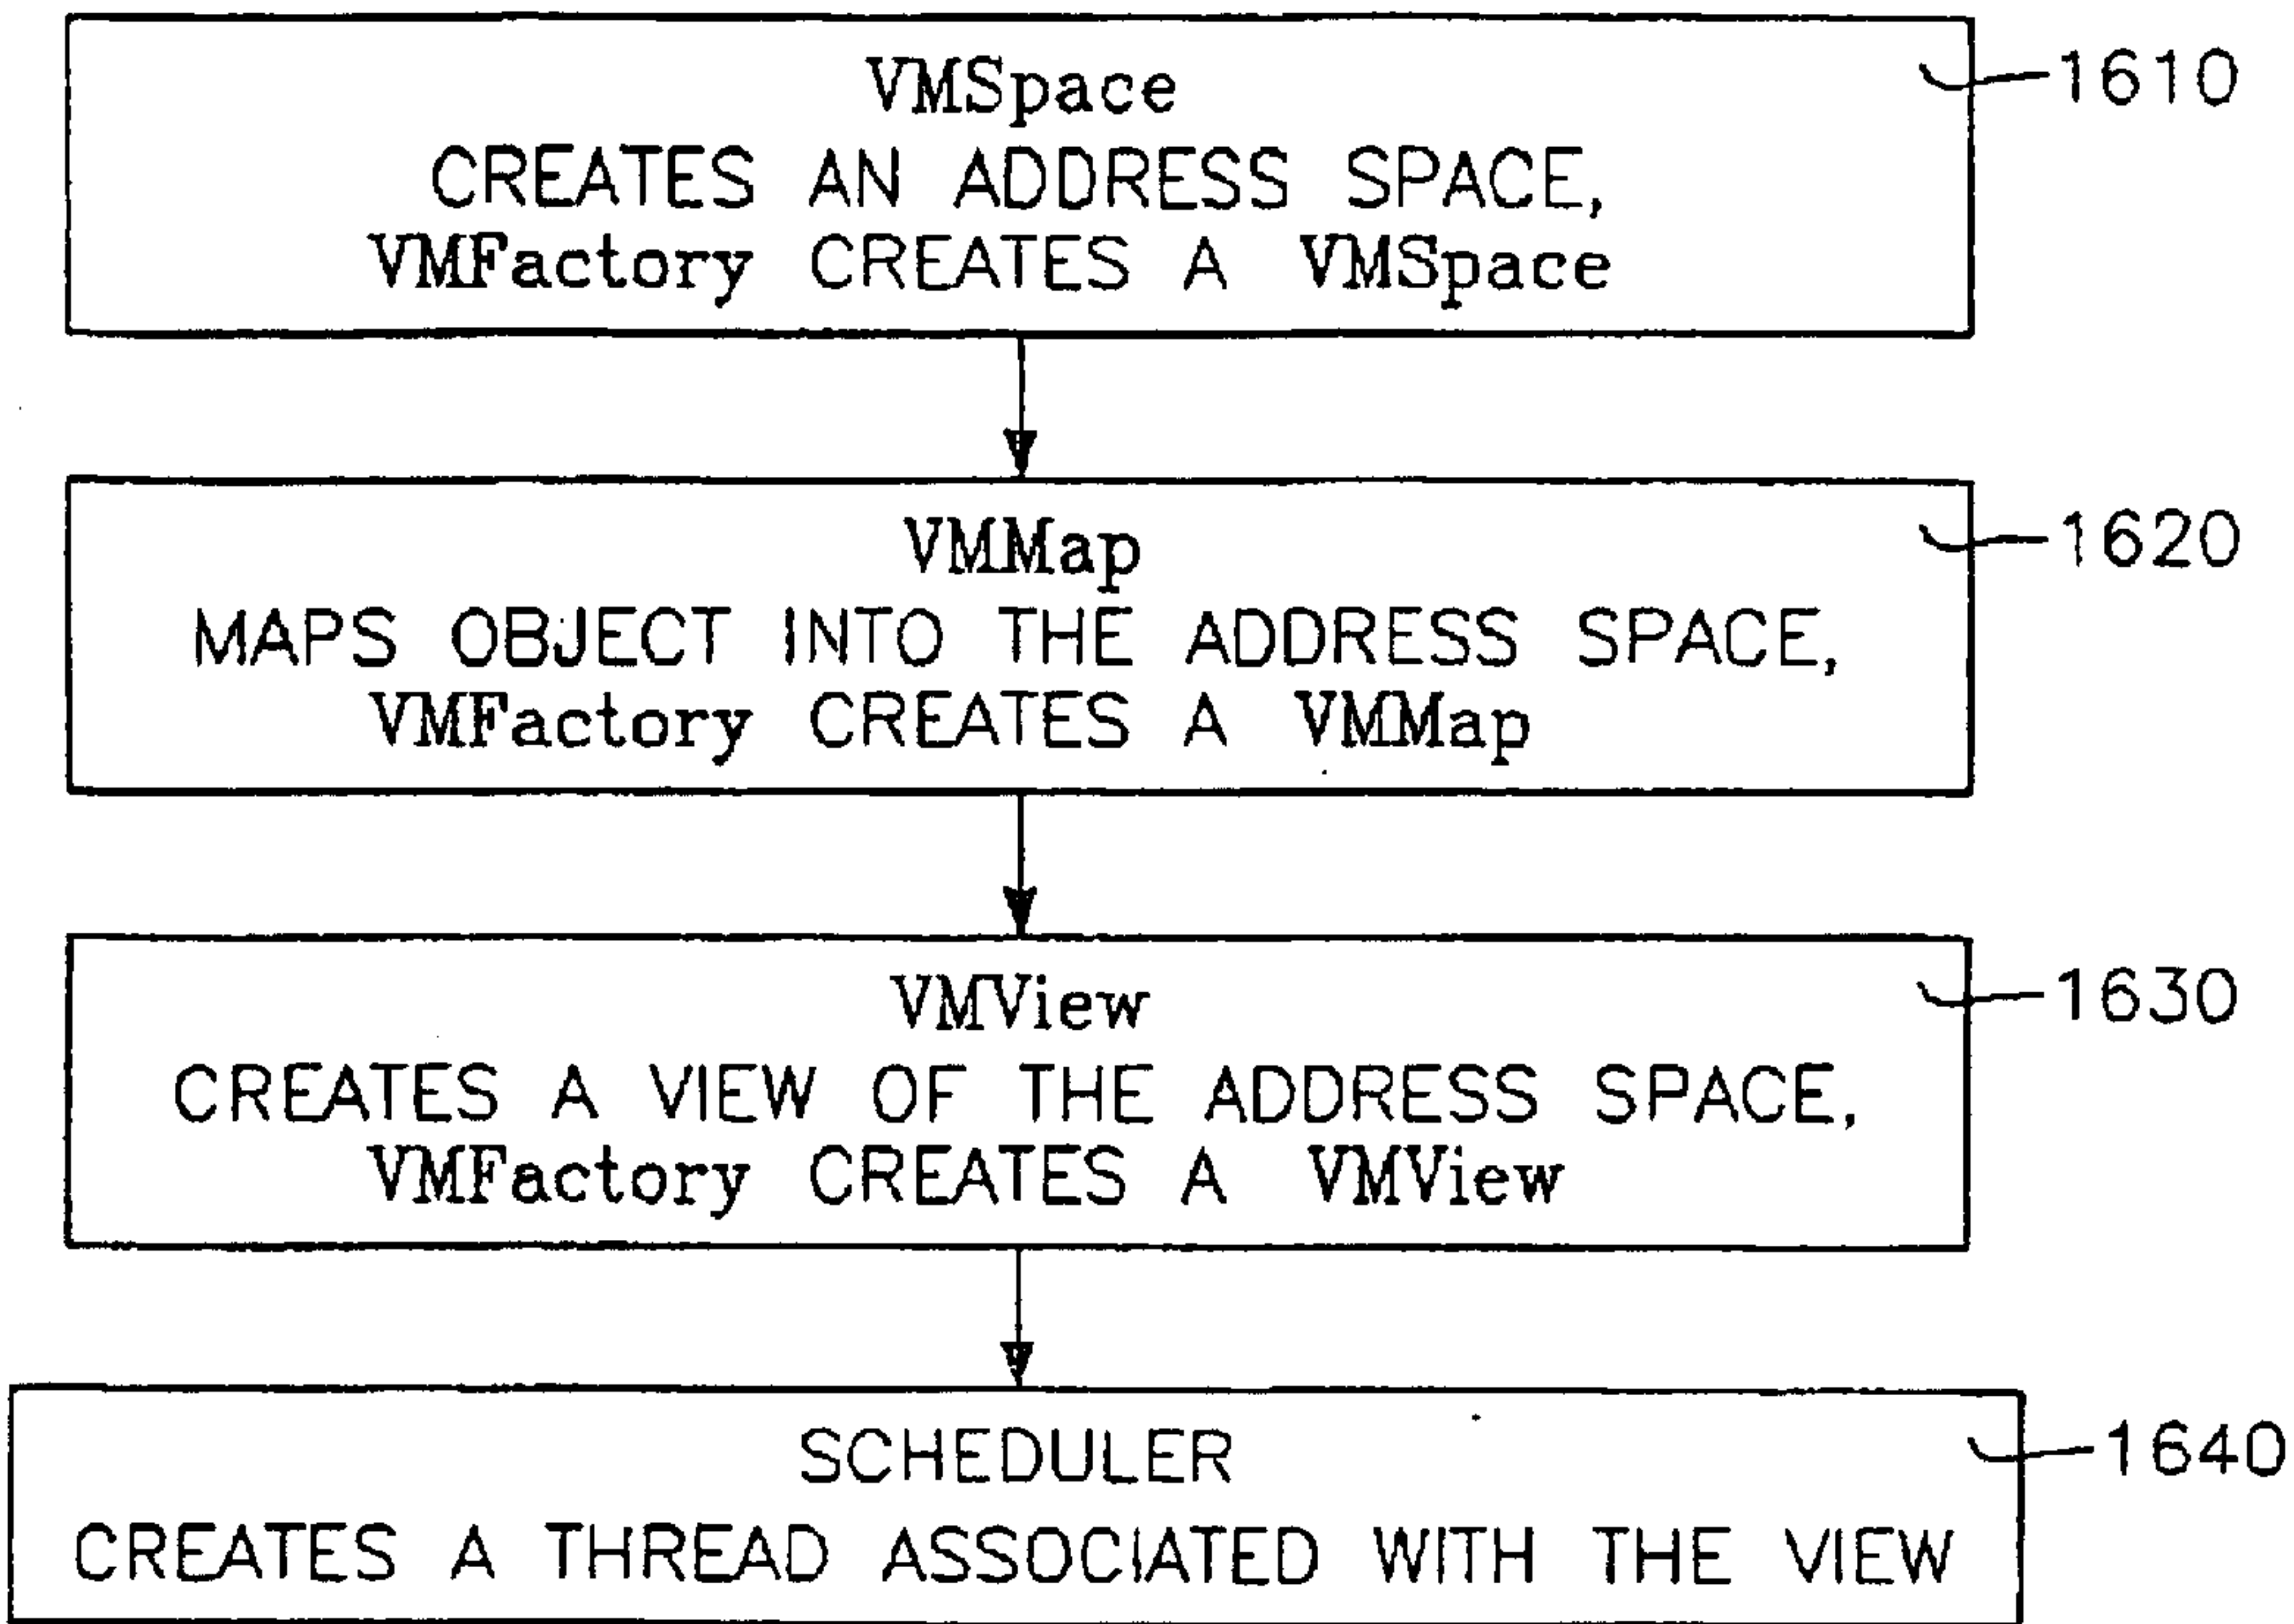 VMSpace
1610
CREATES AN ADDRESS SPACE,
VMFactory CREATES A VMSpace
VMMap
1620
MAPS OBJECT INTO THE ADDRESS SPACE,
VMFactory CREATES A VMMap
VMView
1630
CREATES A VIEW OF THE ADDRESS SPACE,
VMFactory CREATES A VMView
SCHEDULER
1640
CREATES A THREAD ASSOCIATED WITH THE VIEW